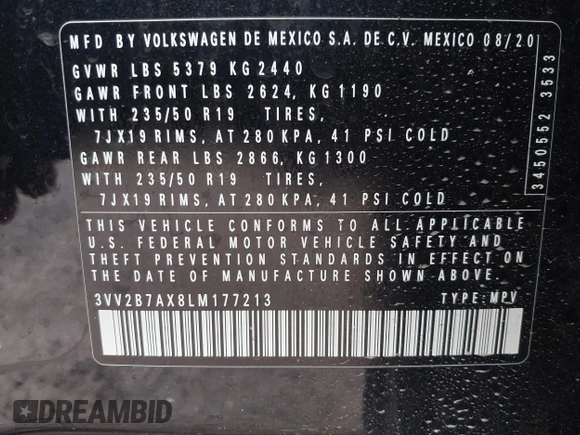 MFD BY VOLKSWAGEN DE MEXICO S.A. DE C.V. MEXICO 08/20
GVWR LBS 5379 KG 2440
GAWR FRONT LBS 2624, KG 1190
WITH 235/50 R19 TIRES,
7JX19 RIMS, AT 280 KPA, 41 PSI COLD
GAWR REAR LBS 2866, KG 1300
WITH 235/50 R19 TIRES,
7JX19 RIMS, AT 280 KPA, 41 PSI COLD
3450552 3533
THIS VEHICLE CONFORMS TO ALL APPLICABLE
U.S. FEDERAL MOTOR VEHICLE SAFETY AND
THEFT PREVENTION STANDARDS IN EFFECT ON
THE DATE OF MANUFACTURE SHOWN ABOVE.
3VV2B7AX8LM177213 TYPE: MPV
DREAMBID